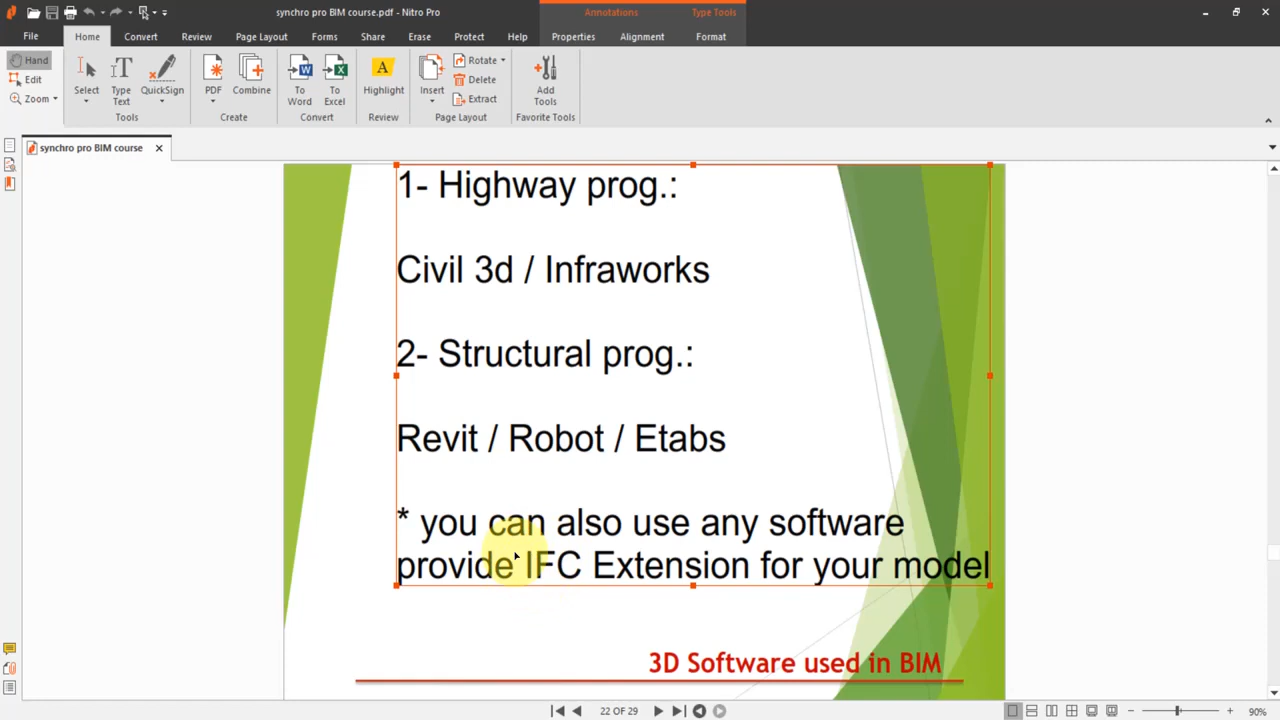 synchro pro BIM course.pdf - Nitro Pro
Annotations
Type Tools
File
Home
Convert
Review
Page Layout
Forms
Share
Erase
Protect
Help
Properties
Alignment
Format
Hand
Edit
Zoom
Select
Type Text
QuickSign
Tools
PDF
Combine
Create
To Word
To Excel
Convert
Highlight
Review
Insert
Rotate
Delete
Extract
Page Layout
Add Tools
Favorite Tools
synchro pro BIM course
1- Highway prog.:
Civil 3d / Infraworks
2- Structural prog.:
Revit / Robot / Etabs
* you can also use any software
provide IFC Extension for your model
3D Software used in BIM
22 OF 29
90%